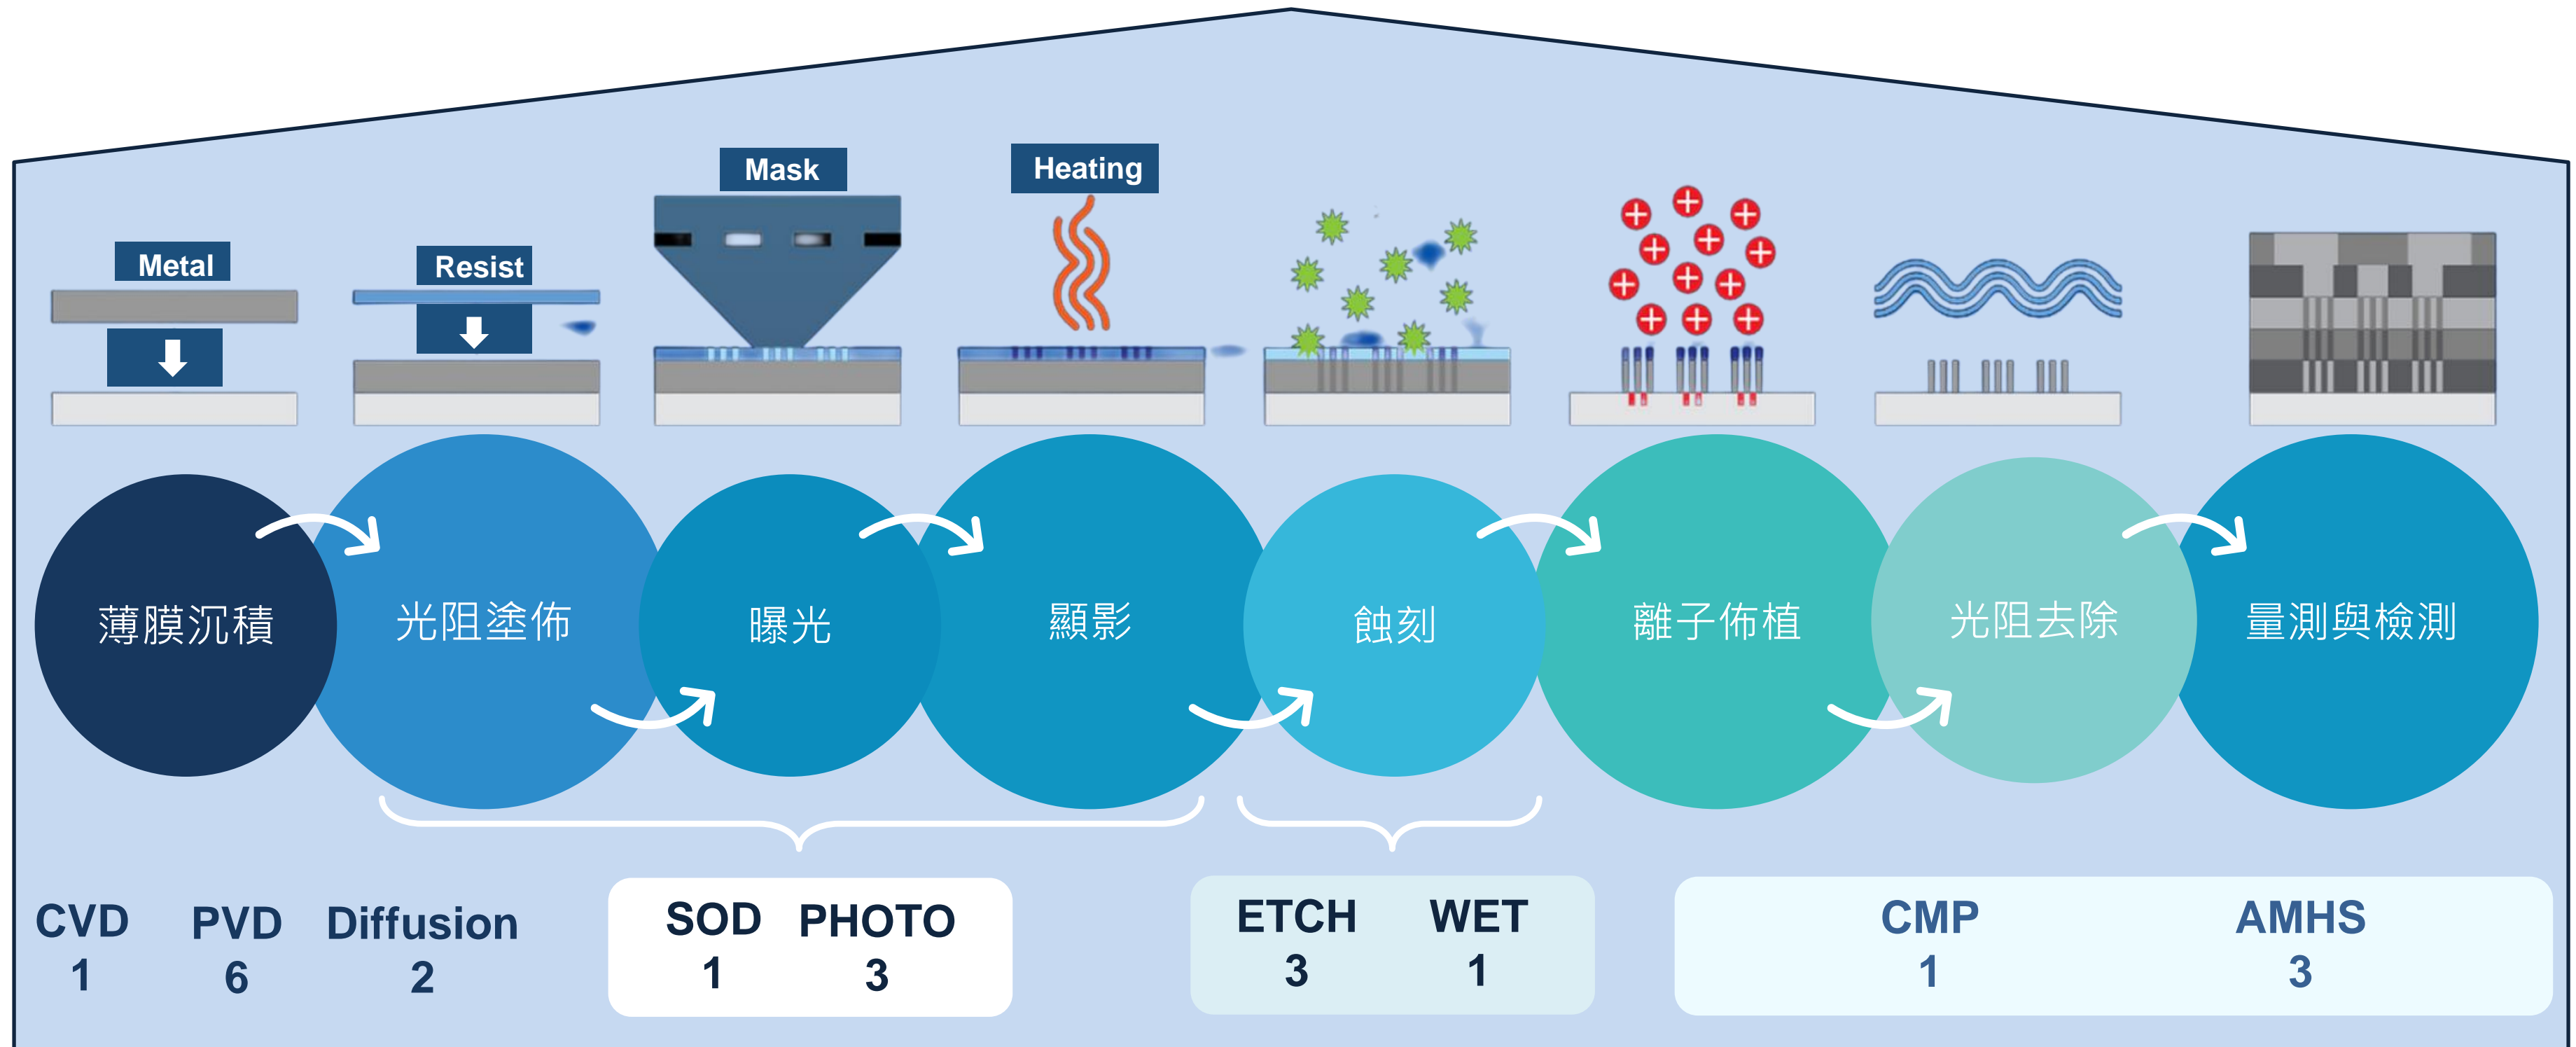 Mask
Heating
Metal
Resist
薄膜沉積
光阻塗佈
曝光
顯影
蝕刻
離子佈植
光阻去除
量測與檢測
CVD
1
PVD
6
Diffusion
2
SOD
1
PHOTO
3
ETCH
3
WET
1
CMP
1
AMHS
3